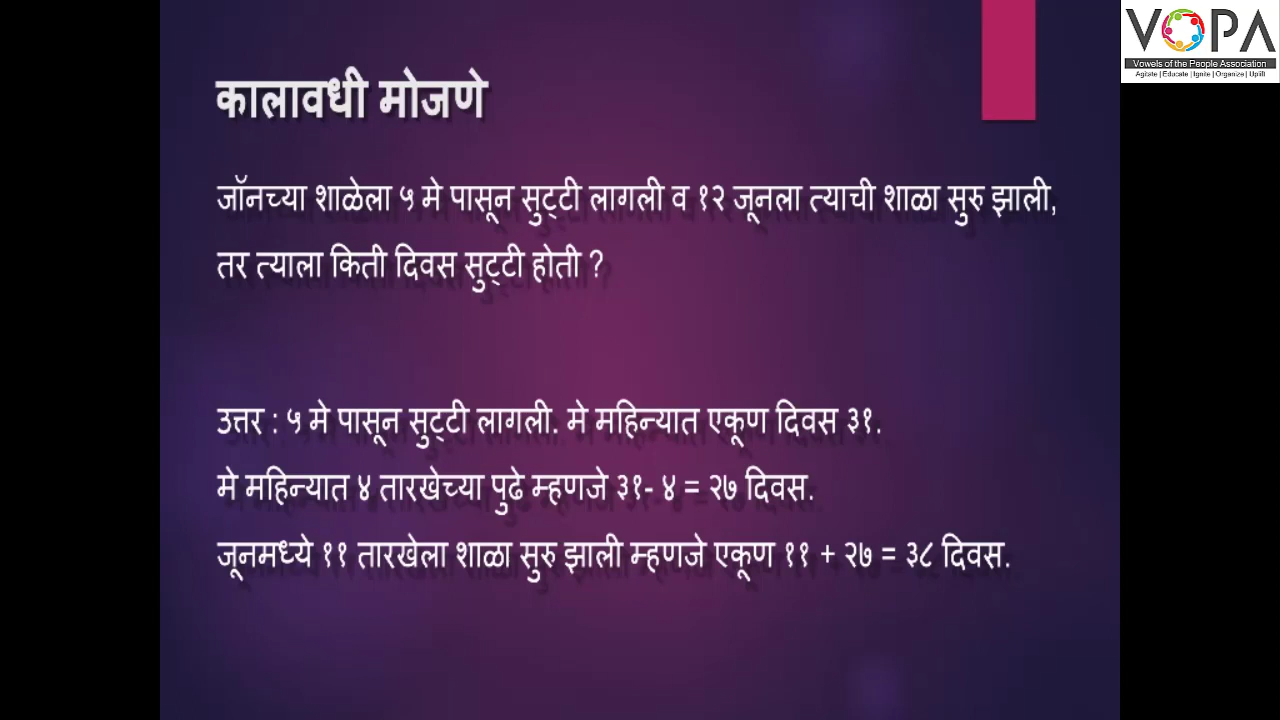 VOPA
Vowels of the People Association
Agitate | Educate | Ignite | Organize | Uplift
कालावधी मोजणे
जॉनच्या शाळेला ५ मे पासून सुट्टी लागली व १२ जूनला त्याची शाळा सुरु झाली,
तर त्याला किती दिवस सुट्टी होती ?
उत्तर : ५ मे पासून सुट्टी लागली. मे महिन्यात एकूण दिवस ३१.
मे महिन्यात ४ तारखेच्या पुढे म्हणजे ३१- ४ = २७ दिवस.
जूनमध्ये ११ तारखेला शाळा सुरु झाली म्हणजे एकूण ११ + २७ = ३८ दिवस.